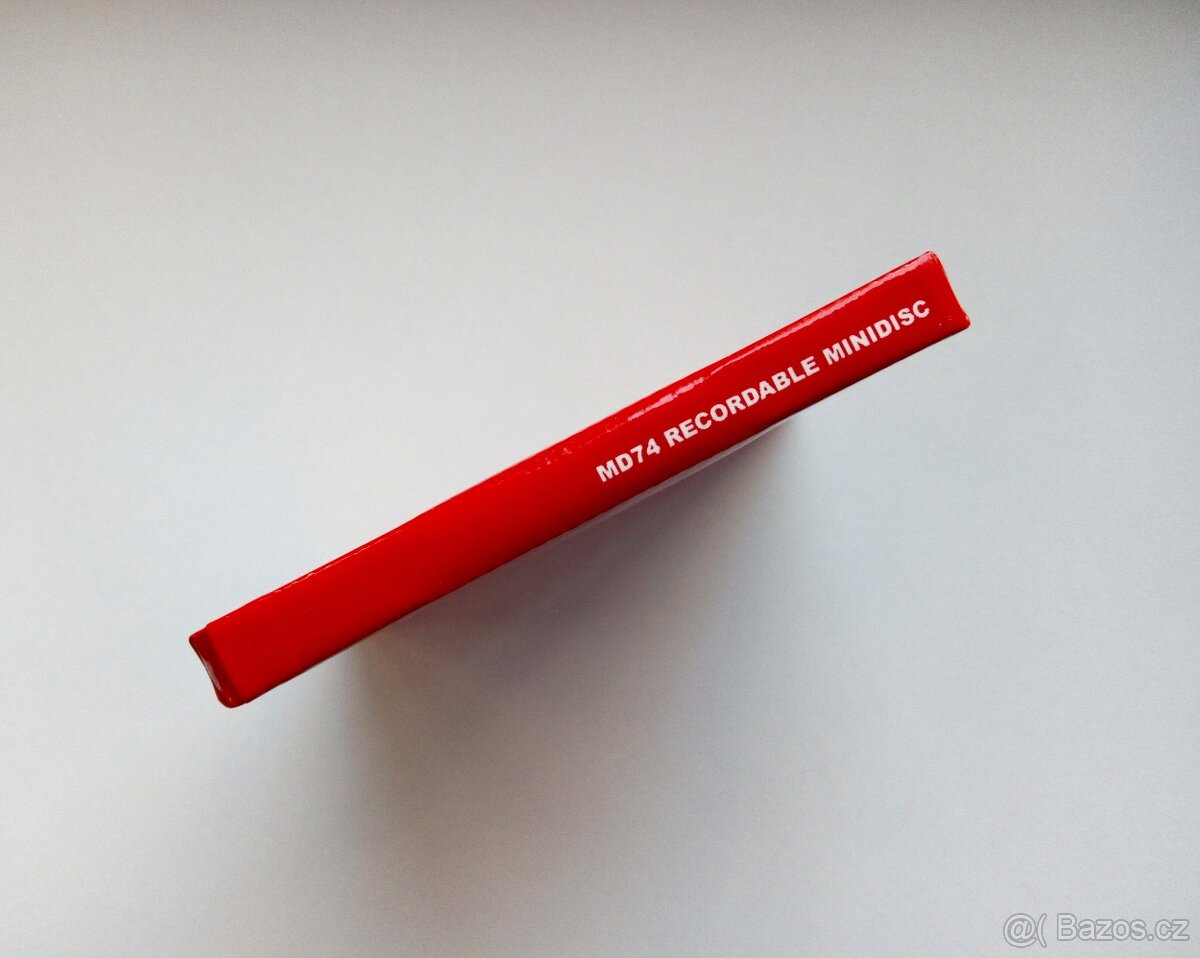 MD74 RECORDABLE MINIDISC
@( Bazos.cz